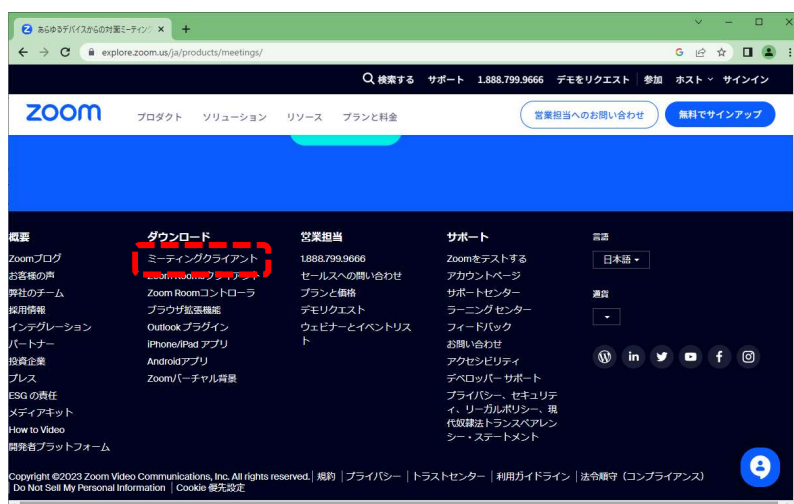 あらゆるデバイスからの対面ミーティング
explore.zoom.us/ja/products/meetings/
検索する サポート 1.888.799.9666 デモをリクエスト 参加 ホスト サインイン
zoom プロダクト ソリューション リソース プランと料金 営業担当へのお問い合わせ 無料でサインアップ
概要
Zoomブログ
お客様の声
弊社のチーム
採用情報
インテグレーション
パートナー
投資企業
プレス
ESG の責任
メディアキット
How to Video
開発者プラットフォーム
ダウンロード
ミーティングクライアント
Zoom Roomsクライアント
Zoom Roomコントローラ
ブラウザ拡張機能
Outlook プラグイン
iPhone/iPad アプリ
Androidアプリ
Zoomバーチャル背景
営業担当
1.888.799.9666
セールスへの問い合わせ
プランと価格
デモリクエスト
ウェビナーとイベントリス
ト
サポート
Zoomをテストする
アカウントページ
サポートセンター
ラーニング センター
フィードバック
お問い合わせ
アクセシビリティ
デベロッパー サポート
プライバシー、セキュリテ
ィ、リーガルポリシー、現
代奴隷法トランスペアレン
シー・ステートメント
言語
日本語
通貨
Copyright ©2023 Zoom Video Communications, Inc. All rights reserved. 規約 プライバシー トラストセンター 利用ガイドライン 法令順守（コンプライアンス）
Do Not Sell My Personal Information Cookie 優先設定